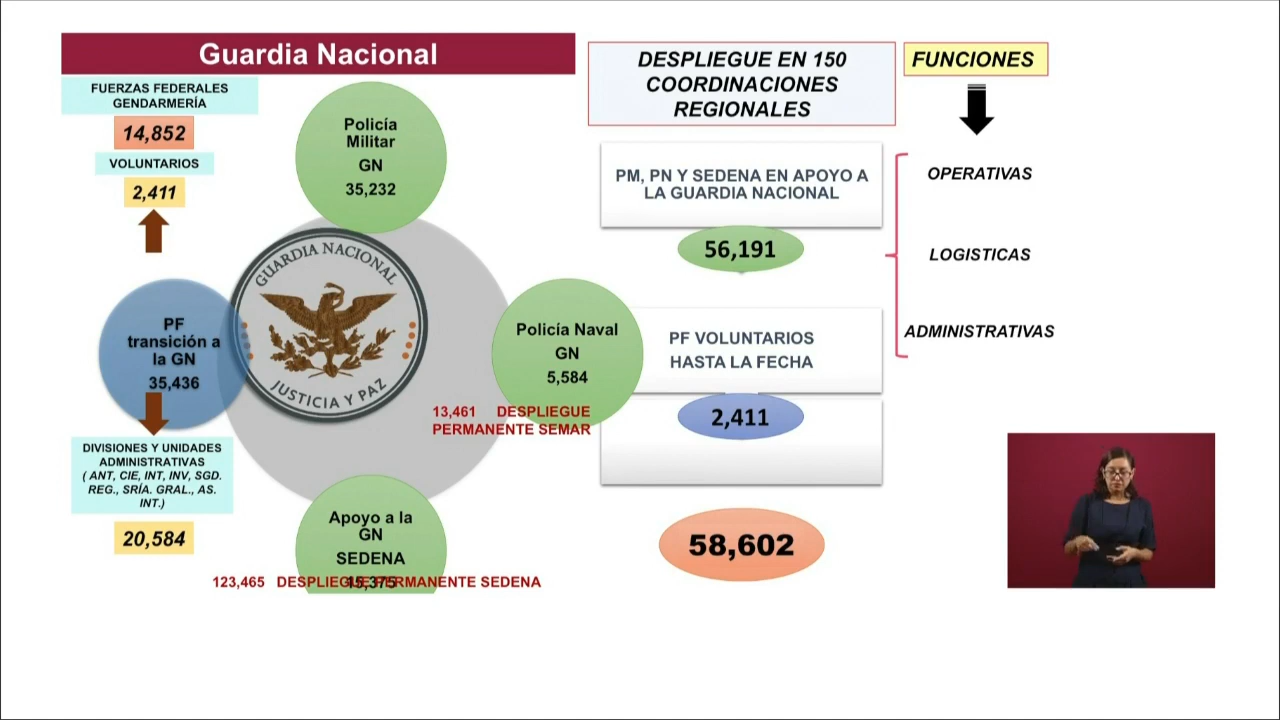 Guardia Nacional
FUERZAS FEDERALES
GENDARMERÍA
14,852
VOLUNTARIOS
2,411
Policía
Militar
GN
35,232
GUARDIA NACIONAL
JUSTICIA Y PAZ
PF
transición a
la GN
35,436
Policía Naval
GN
5,584
13,461 DESPLIEGUE
PERMANENTE SEMAR
DIVISIONES Y UNIDADES
ADMINISTRATIVAS
( ANT, CIE, INT, INV, SGD.
REG., SRÍA. GRAL., AS.
INT.)
20,584
Apoyo a la
GN
SEDENA
15,375
123,465 DESPLIEGUE PERMANENTE SEDENA
DESPLIEGUE EN 150
COORDINACIONES
REGIONALES
PM, PN Y SEDENA EN APOYO A
LA GUARDIA NACIONAL
56,191
PF VOLUNTARIOS
HASTA LA FECHA
2,411
58,602
FUNCIONES
OPERATIVAS
LOGISTICAS
ADMINISTRATIVAS